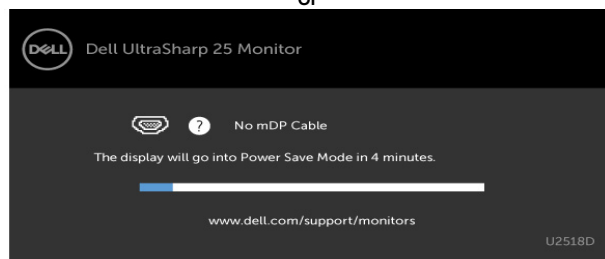 or
DELL
Dell UltraSharp 25 Monitor
? No mDP Cable
The display will go into Power Save Mode in 4 minutes.
www.dell.com/support/monitors
U2518D